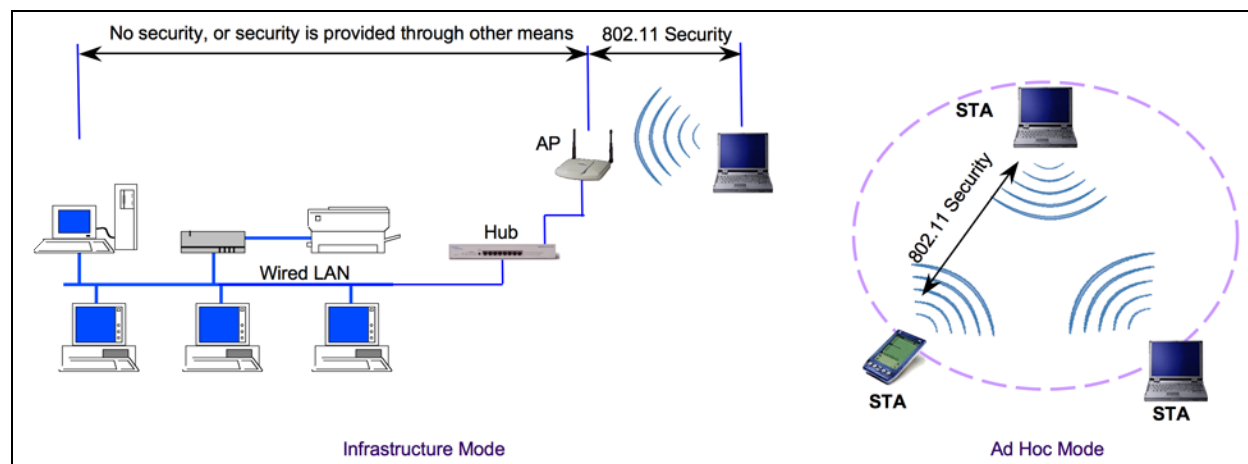 No security, or security is provided through other means
802.11 Security
AP
Hub
Wired LAN
Infrastructure Mode
STA
802.11 Security
STA
STA
Ad Hoc Mode